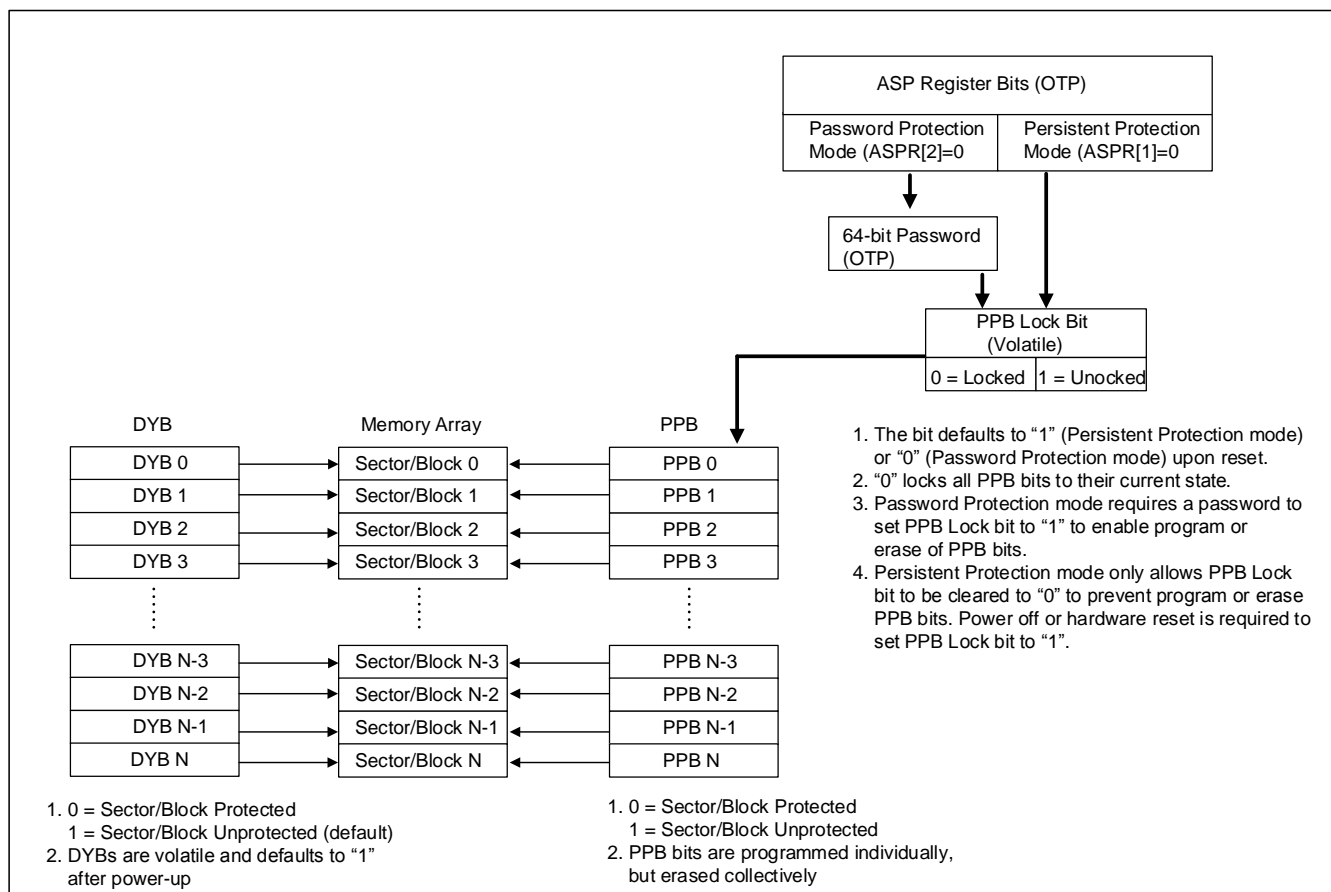 ASP Register Bits (OTP)
Password Protection
Mode (ASPR[2]=0
Persistent Protection
Mode (ASPR[1]=0
64-bit Password
(OTP)
PPB Lock Bit
(Volatile)
0 = Locked
1 = Unocked
1. The bit defaults to “1” (Persistent Protection mode)
or “0” (Password Protection mode) upon reset.
2. “0” locks all PPB bits to their current state.
3. Password Protection mode requires a password to
set PPB Lock bit to “1” to enable program or
erase of PPB bits.
4. Persistent Protection mode only allows PPB Lock
bit to be cleared to “0” to prevent program or erase
PPB bits. Power off or hardware reset is required to
set PPB Lock bit to “1”.
DYB
Memory Array
PPB
DYB 0
Sector/Block 0
PPB 0
DYB 1
Sector/Block 1
PPB 1
DYB 2
Sector/Block 2
PPB 2
DYB 3
Sector/Block 3
PPB 3
DYB N-3
Sector/Block N-3
PPB N-3
DYB N-2
Sector/Block N-2
PPB N-2
DYB N-1
Sector/Block N-1
PPB N-1
DYB N
Sector/Block N
PPB N
1. 0 = Sector/Block Protected
1 = Sector/Block Unprotected (default)
2. DYBs are volatile and defaults to “1”
after power-up
1. 0 = Sector/Block Protected
1 = Sector/Block Unprotected
2. PPB bits are programmed individually,
but erased collectively